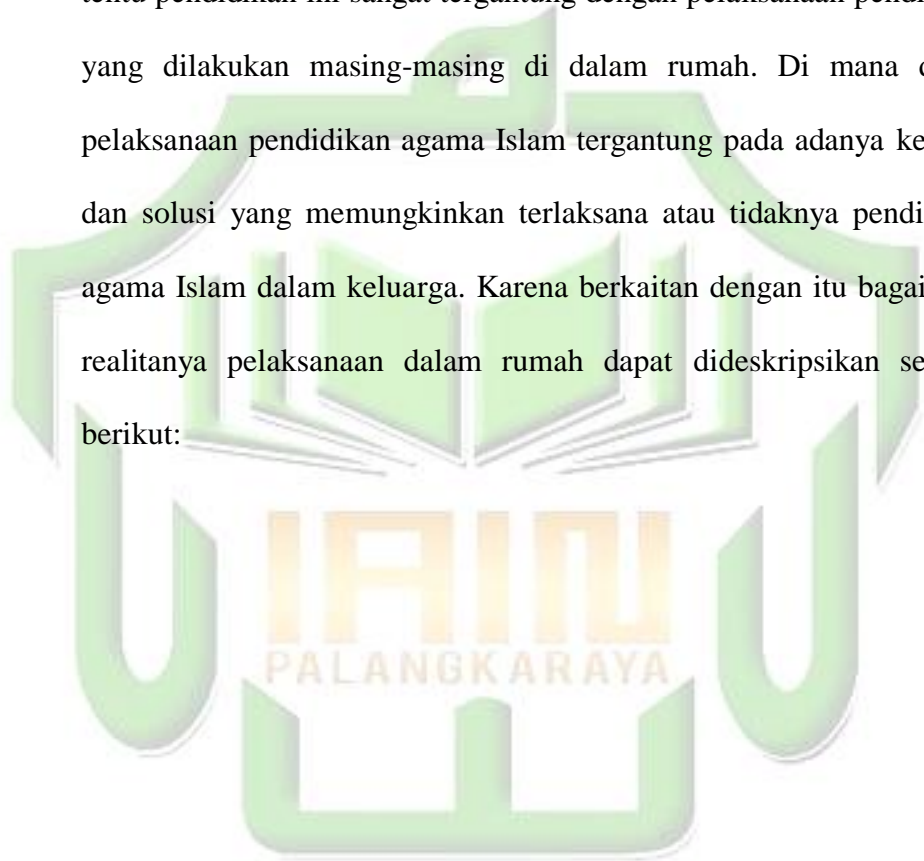 yang dilakukan masing-masing di dalam rumah. Di mana
pelaksanaan pendidikan agama Islam tergantung pada adanya
dan solusi yang memungkinkan terlaksana atau tidaknya
agama Islam dalam keluarga. Karena berkaitan dengan itu
realitanya pelaksanaan dalam rumah dapat dideskripsikan
berikut:
IAIN
PALANGKARAYA